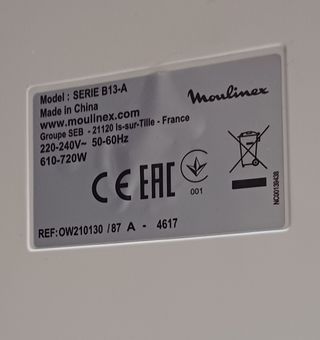 Model : SERIE B13-A
Made in China
www.moulinex.com
Groupe SEB - 21120 Is-sur-Tille - France
220-240V~ 50-60Hz
610-720W
Moulinex
CE EAC
001
NC00139438
REF:OW210130 / 87 A - 4617